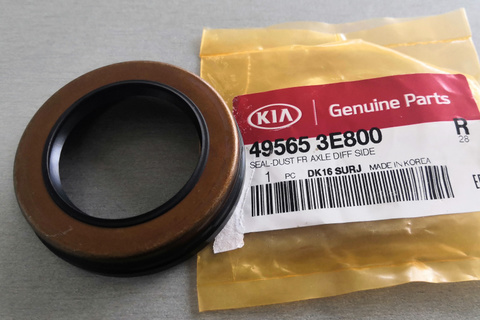 KIA Genuine Parts
49565 3E800 R
SEAL-DUST FR AXLE DIFF SIDE 28
1 PC DK16 SURJ MADE IN KOREA